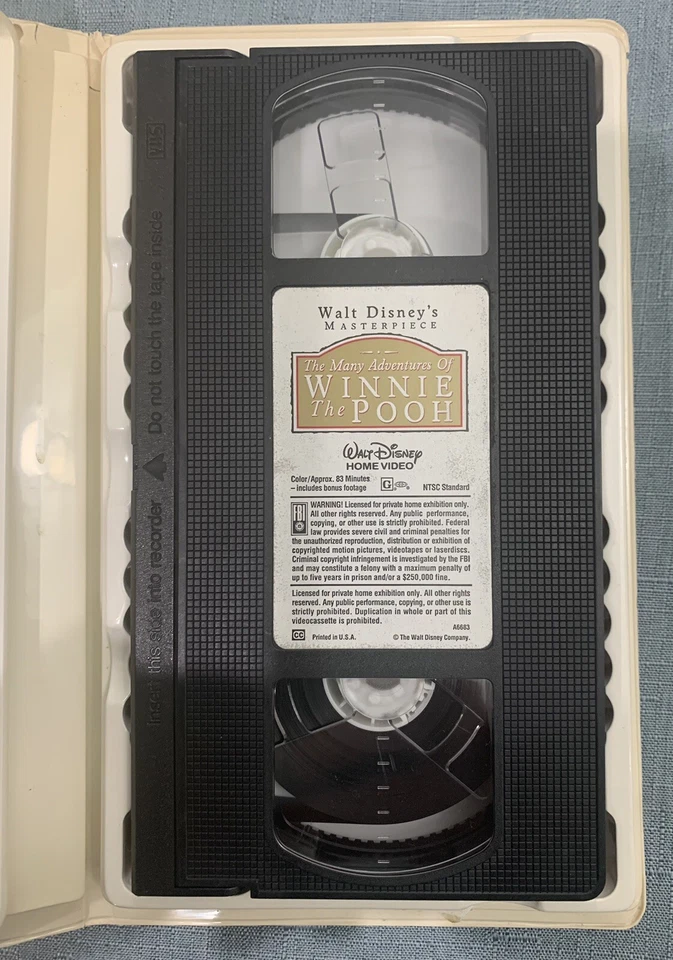 VHS
Do not touch the tape inside
Insert this side into recorder
Walt Disney's
MASTERPIECE
The Many Adventures Of
WINNIE
The POOH
WALT DISNEY
HOME VIDEO
Color/Approx. 83 Minutes
– includes bonus footage
G
NTSC Standard
FBI
WARNING! Licensed for private home exhibition only.
All other rights reserved. Any public performance,
copying, or other use is strictly prohibited. Federal
law provides severe civil and criminal penalties for
the unauthorized reproduction, distribution or exhibition of
copyrighted motion pictures, videotapes or laserdiscs.
Criminal copyright infringement is investigated by the FBI
and may constitute a felony with a maximum penalty of
up to five years in prison and/or a $250,000 fine.
Licensed for private home exhibition only. All other rights
reserved. Any public performance, copying, or other use is
strictly prohibited. Duplication in whole or part of this
videocassette is prohibited.
A6683
CC Printed in U.S.A. © The Walt Disney Company.